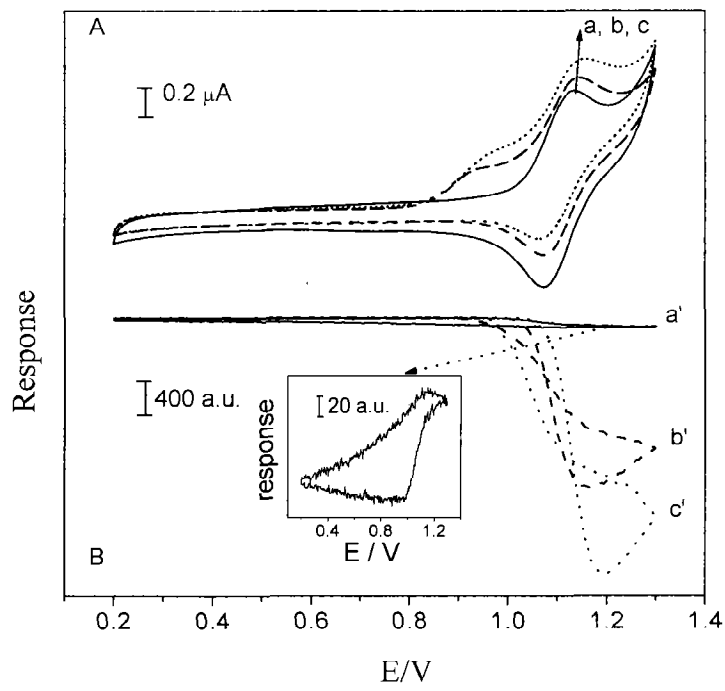 A
a, b, c
0.2 μA
Response
a'
400 a.u.
20 a.u.
response
b'
c'
0.4 0.8 1.2
E / V
B
0.2 0.4 0.6 0.8 1.0 1.2 1.4
E/V